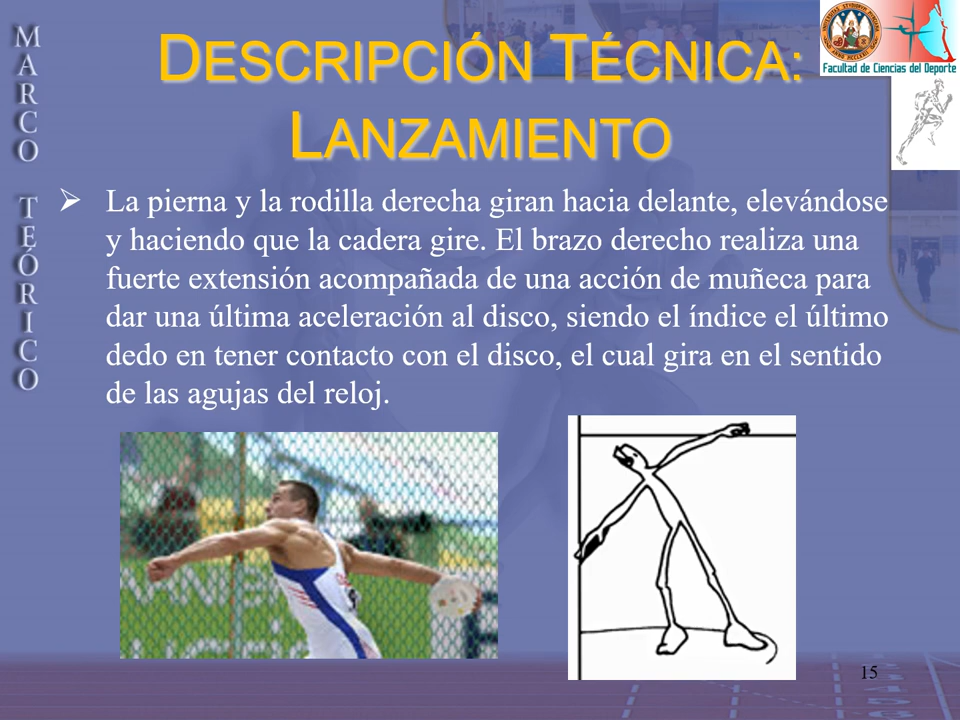 MARCO TEÓRICO
DESCRIPCIÓN TÉCNICA:
LANZAMIENTO
Facultad de Ciencias del Deporte
➢ La pierna y la rodilla derecha giran hacia delante, elevándose
y haciendo que la cadera gire. El brazo derecho realiza una
fuerte extensión acompañada de una acción de muñeca para
dar una última aceleración al disco, siendo el índice el último
dedo en tener contacto con el disco, el cual gira en el sentido
de las agujas del reloj.
15